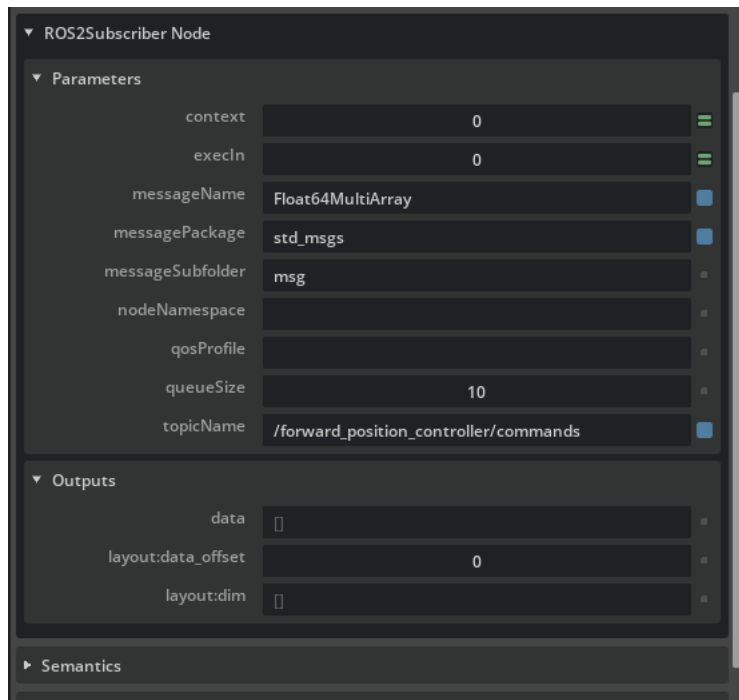 ROS2Subscriber Node
Parameters
context 0
execIn 0
messageName Float64MultiArray
messagePackage std_msgs
messageSubfolder msg
nodeNamespace
qosProfile
queueSize 10
topicName /forward_position_controller/commands
Outputs
data []
layout:data_offset 0
layout:dim []
Semantics